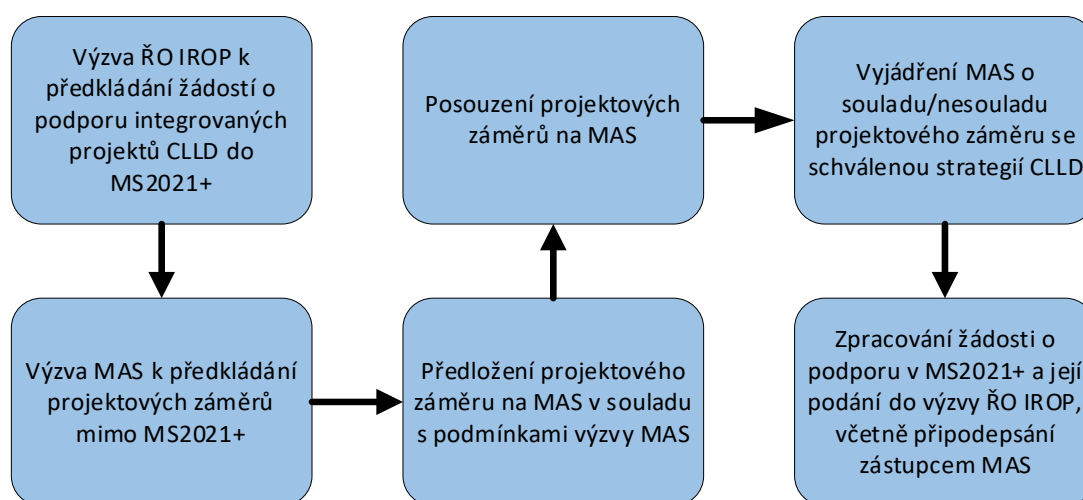 Výzva ŘO IROP k
předkládání žádostí o
podporu integrovaných
projektů CLLD do
MS2021+
Výzva MAS k předkládání
projektových záměrů
mimo MS2021+
Předložení projektového
záměru na MAS v souladu
s podmínkami výzvy MAS
Posouzení projektových
záměrů na MAS
Vyjádření MAS o
souladu/nesouladu
projektového záměru se
schválenou strategií CLLD
Zpracování žádosti o
podporu v MS2021+ a její
podání do výzvy ŘO IROP,
včetně připodepsání
zástupcem MAS